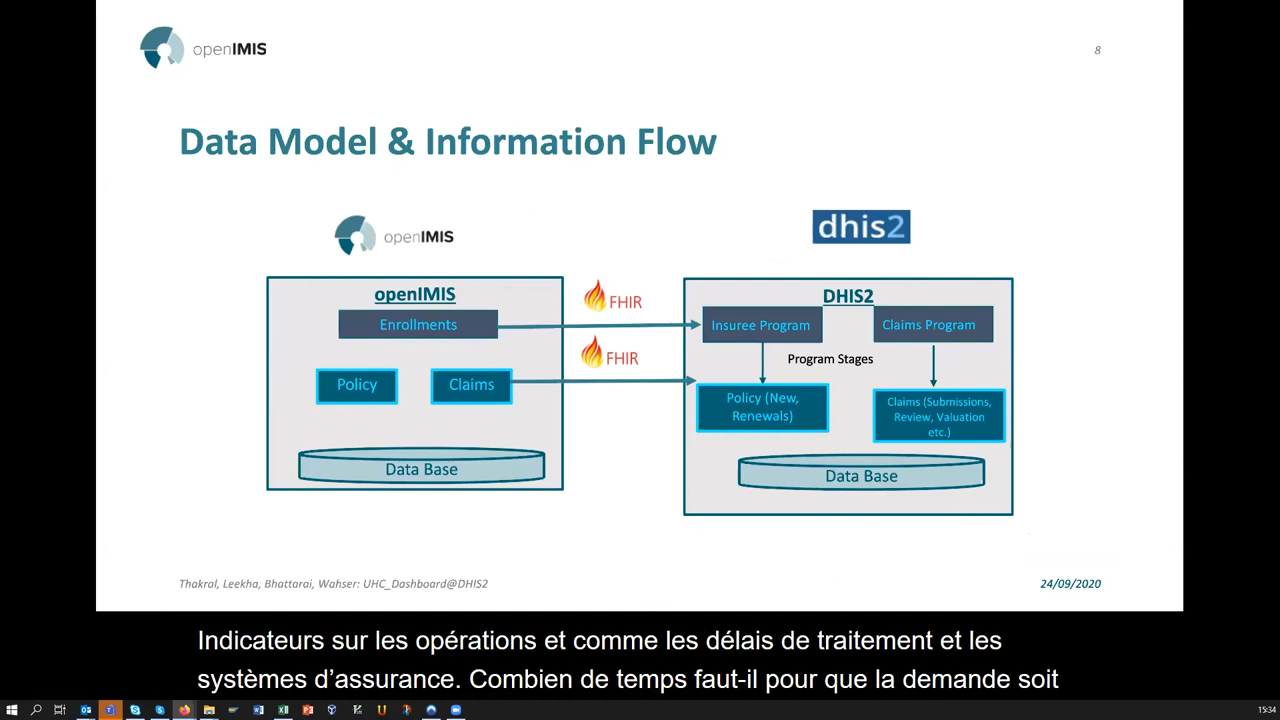 openIMIS
8
Data Model & Information Flow
openIMIS
dhis2
openIMIS
Enrollments
Policy
Claims
Data Base
FHIR
FHIR
DHIS2
Insuree Program
Claims Program
Program Stages
Policy (New,
Renewals)
Claims (Submissions,
Review, Valuation
etc.)
Data Base
Thakral, Leekha, Bhattarai, Wahser: UHC_Dashboard@DHIS2
24/09/2020
Indicateurs sur les opérations et comme les délais de traitement et les
systèmes d’assurance. Combien de temps faut-il pour que la demande soit
15:34